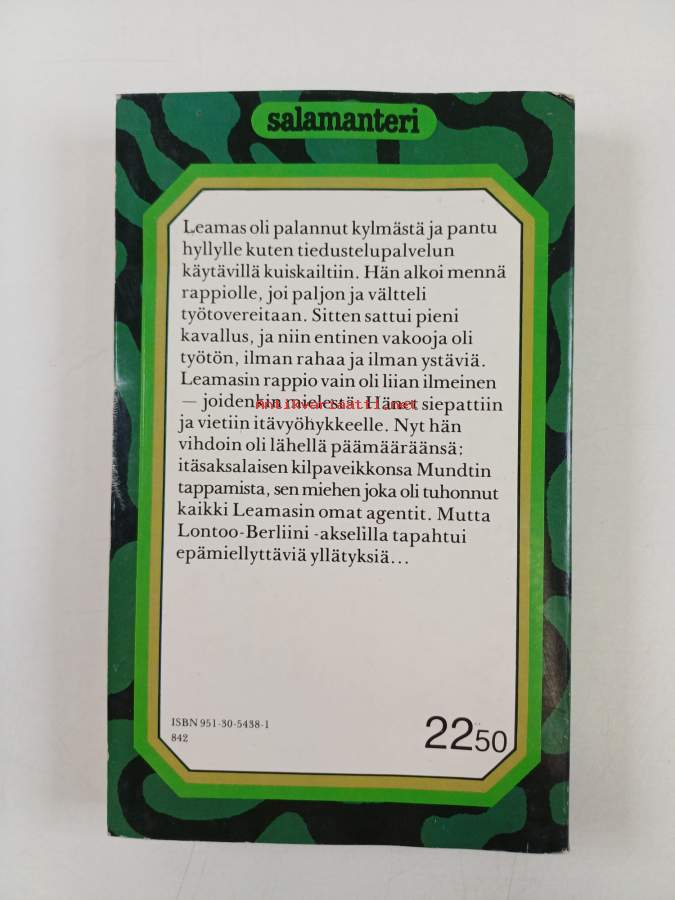 salamanteri
Leamas oli palannut kylmästä ja pantu
hyllylle kuten tiedustelupalvelun
käytävillä kuiskailtiin. Hän alkoi mennä
rappiolle, joi paljon ja vältteli
työtovereitaan. Sitten sattui pieni
kavallus, ja niin entinen vakooja oli
työtön, ilman rahaa ja ilman ystäviä.
Leamasin rappio vain oli liian ilmeinen
— joidenkin mielestä. Hänet siepattiin
Antikvariaatti.net
ja vietiin itävyöhykkeelle. Nyt hän
vihdoin oli lähellä päämääräänsä:
itäsaksalaisen kilpaveikkonsa Mundtin
tappamista, sen miehen joka oli tuhonnut
kaikki Leamasin omat agentit. Mutta
Lontoo-Berliini -akselilla tapahtui
epämiellyttäviä yllätyksiä...
ISBN 951-30-5438-1
842
2250